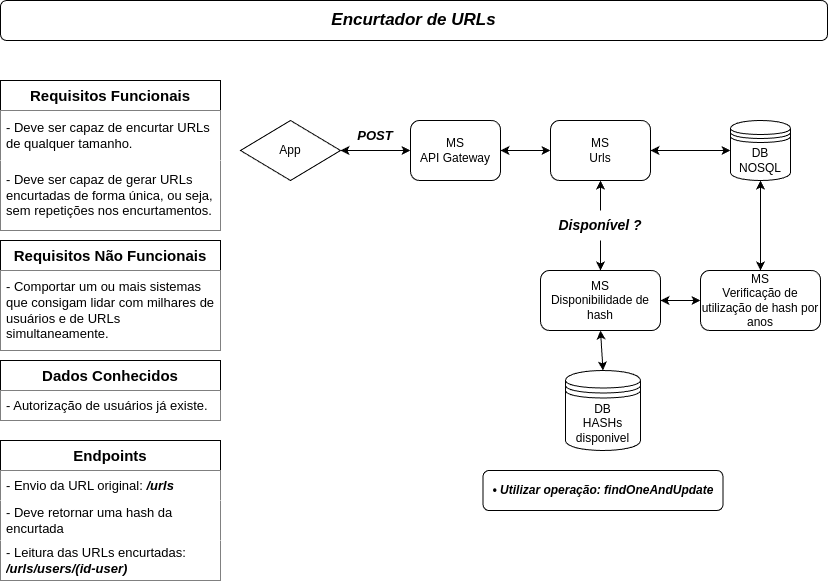 Encurtador de URLs
Requisitos Funcionais
- Deve ser capaz de encurtar URLs
de qualquer tamanho.
- Deve ser capaz de gerar URLs
encurtadas de forma única, ou seja,
sem repetições nos encurtamentos.
Requisitos Não Funcionais
- Comportar um ou mais sistemas
que consigam lidar com milhares de
usuários e de URLs
simultaneamente.
Dados Conhecidos
- Autorização de usuários já existe.
Endpoints
- Envio da URL original: /urls
- Deve retornar uma hash da
encurtada
- Leitura das URLs encurtadas:
/urls/users/(id-user)
App
POST
MS
API Gateway
MS
Urls
DB
NOSQL
Disponível ?
MS
Disponibilidade de
hash
MS
Verificação de
utilização de hash por
anos
DB
HASHs
disponivel
• Utilizar operação: findOneAndUpdate